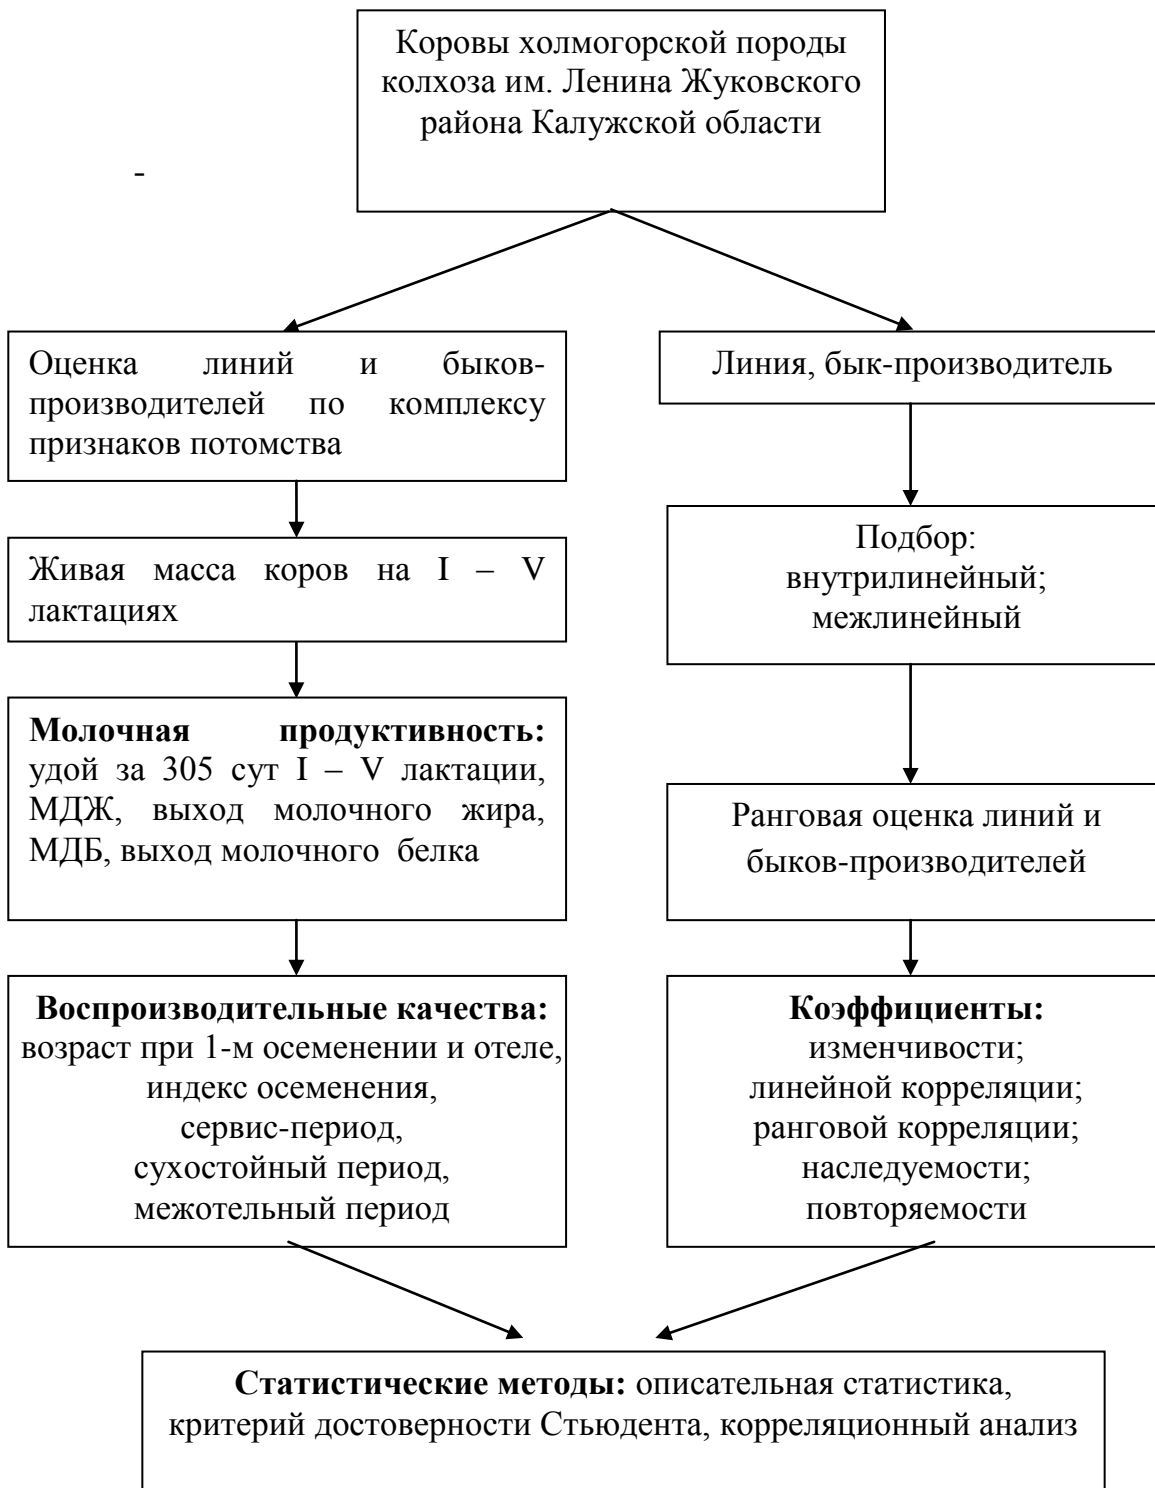 Коровы холмогорской породы
колхоза им. Ленина Жуковского
района Калужской области
-
Оценка линий и быков-
производителей по комплексу
признаков потомства
Живая масса коров на I – V
лактациях
Молочная продуктивность:
удой за 305 сут I – V лактации,
МДЖ, выход молочного жира,
МДБ, выход молочного белка
Воспроизводительные качества:
возраст при 1-м осеменении и отеле,
индекс осеменения,
сервис-период,
сухостойный период,
межотельный период
Линия, бык-производитель
Подбор:
внутрилинейный;
межлинейный
Ранговая оценка линий и
быков-производителей
Коэффициенты:
изменчивости;
линейной корреляции;
ранговой корреляции;
наследуемости;
повторяемости
Статистические методы: описательная статистика,
критерий достоверности Стьюдента, корреляционный анализ